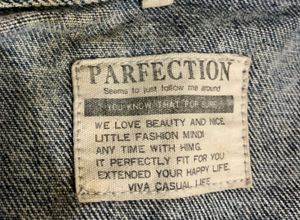 PARFECTION
Seems to just follow me around
YOU KNOW THAT FOR SURE
WE LOVE BEAUTY AND NICE.
LITTLE FASHION MIND!
ANY TIME WITH HIMG.
IT PERFECTLY FIT FOR YOU
EXTENDED YOUR HAPPY LIFE.
VIVA CASUAL LIFE